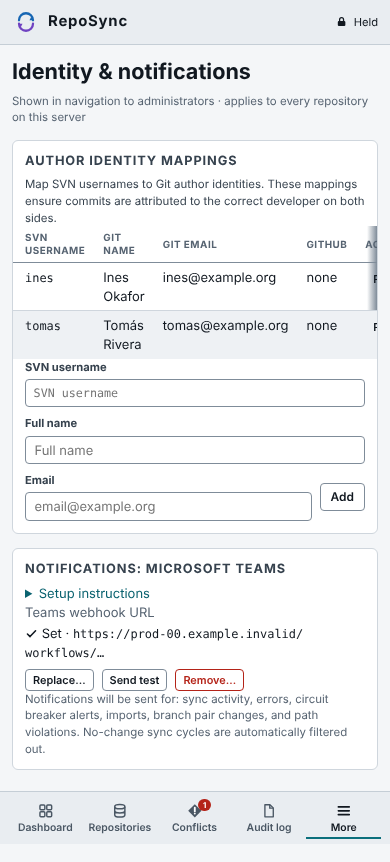 RepoSync
Held
Identity & notifications
Shown in navigation to administrators · applies to every repository
on this server
AUTHOR IDENTITY MAPPINGS
Map SVN usernames to Git author identities. These mappings
ensure commits are attributed to the correct developer on both
sides.
SVN USERNAME GIT NAME GIT EMAIL GITHUB
ines Ines Okafor ines@example.org none
tomas Tomás Rivera tomas@example.org none
SVN username
SVN username
Full name
Full name
Email
email@example.org
Add
NOTIFICATIONS: MICROSOFT TEAMS
Setup instructions
Teams webhook URL
Set · https://prod-00.example.invalid/
workflows/…
Replace… Send test Remove…
Notifications will be sent for: sync activity, errors, circuit
breaker alerts, imports, branch pair changes, and path
violations. No-change sync cycles are automatically filtered
out.
1
Dashboard Repositories Conflicts Audit log More